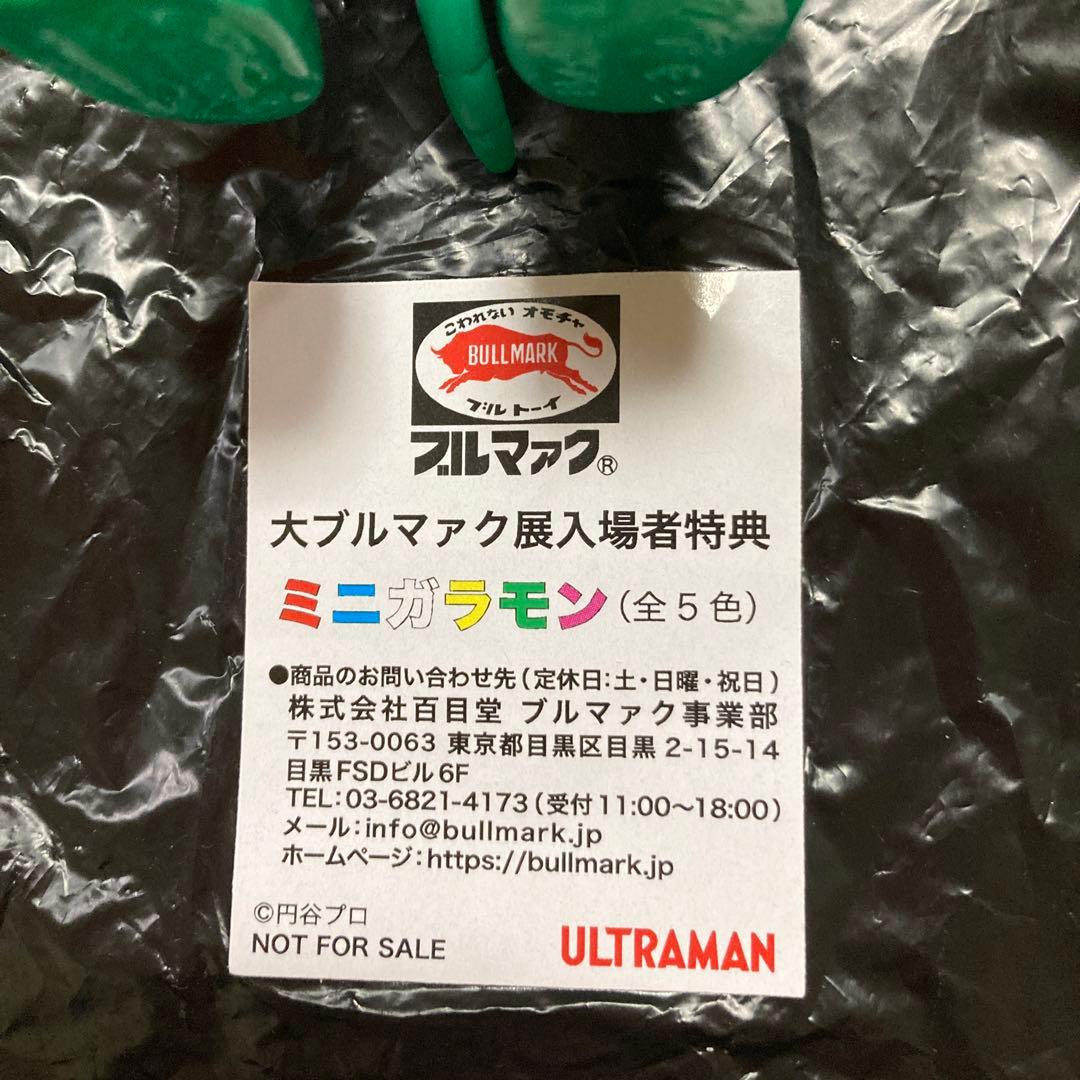 こわれない オモチャ
BULLMARK
ブルトーイ
ブルマァク®
大ブルマァク展入場者特典
ミニガラモン(全5色)
●商品のお問い合わせ先(定休日:土・日曜・祝日)
株式会社百目堂 ブルマァク事業部
〒153-0063 東京都目黒区目黒 2-15-14
目黒FSDビル6F
TEL:03-6821-4173(受付11:00〜18:00)
メール:info@bullmark.jp
ホームページ:https://bullmark.jp
©円谷プロ
NOT FOR SALE
ULTRAMAN